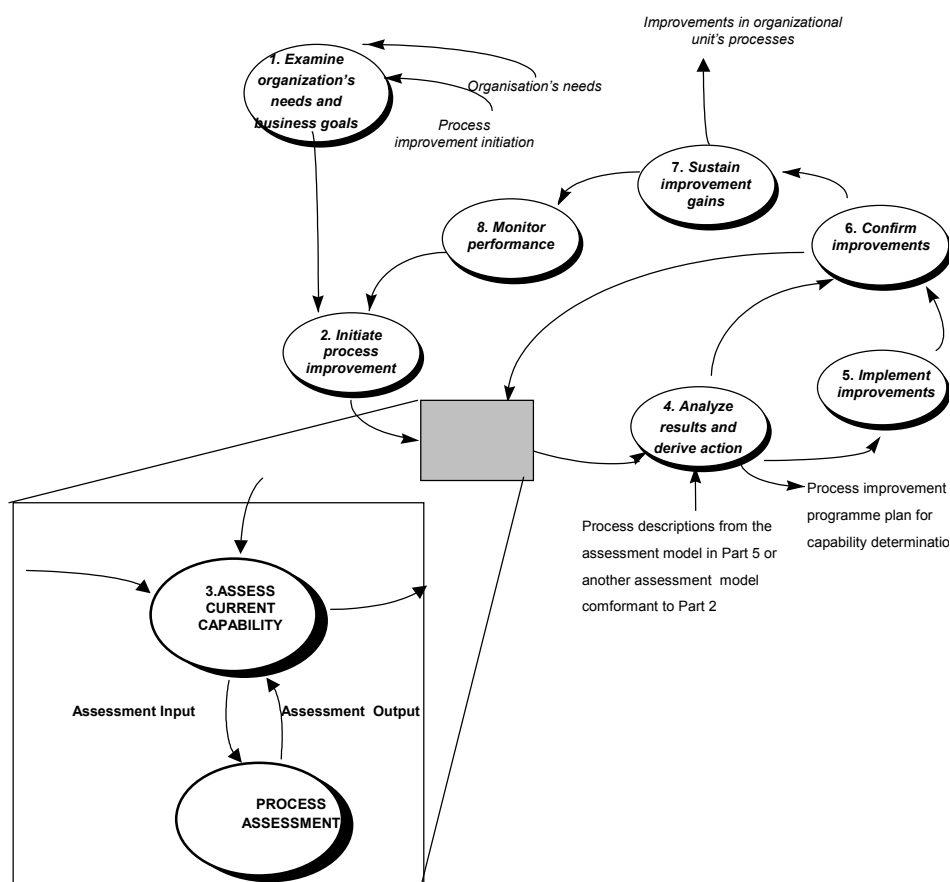 Improvements in organizational
unit's processes
1. Examine
organization's
needs and
business goals
Organisation's needs
Process
improvement initiation
7. Sustain
improvement
gains
8. Monitor
performance
6. Confirm
improvements
2. Initiate
process
improvement
5. Implement
improvements
4. Analyze
results and
derive action
Process improvement
programme plan for
capability determinatio
Process descriptions from the
assessment model in Part 5 or
another assessment model
comformant to Part 2
3.ASSESS
CURRENT
CAPABILITY
Assessment Input
Assessment Output
PROCESS
ASSESSMENT